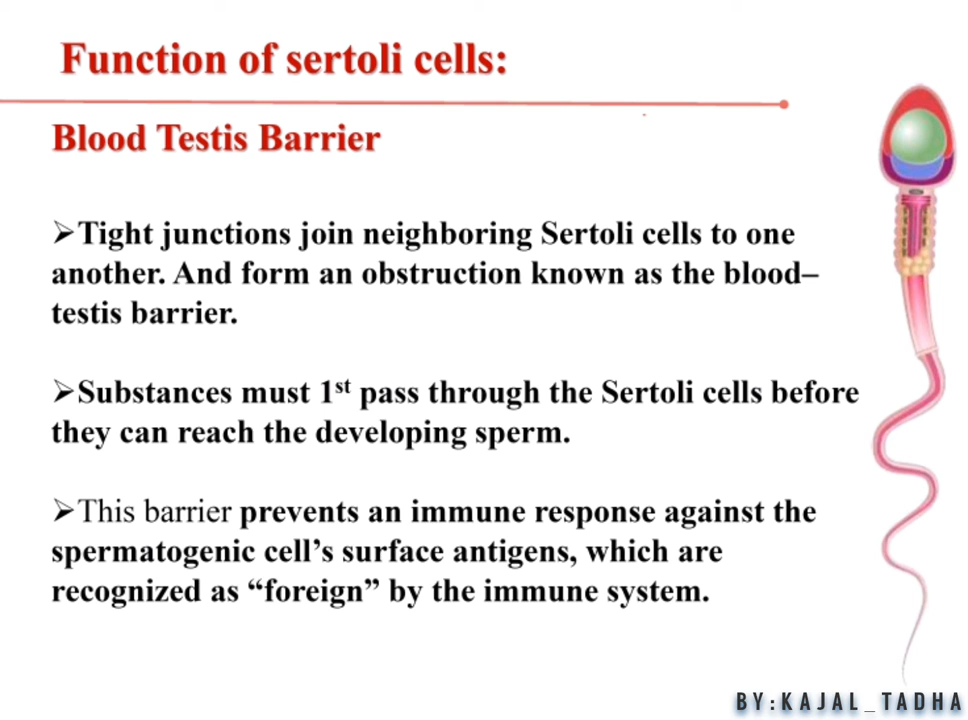 Function of sertoli cells:
Blood Testis Barrier
➢Tight junctions join neighboring Sertoli cells to one
another. And form an obstruction known as the blood–
testis barrier.
➢Substances must 1st pass through the Sertoli cells before
they can reach the developing sperm.
➢This barrier prevents an immune response against the
spermatogenic cell’s surface antigens, which are
recognized as “foreign” by the immune system.
BY:KAJAL_TADHA